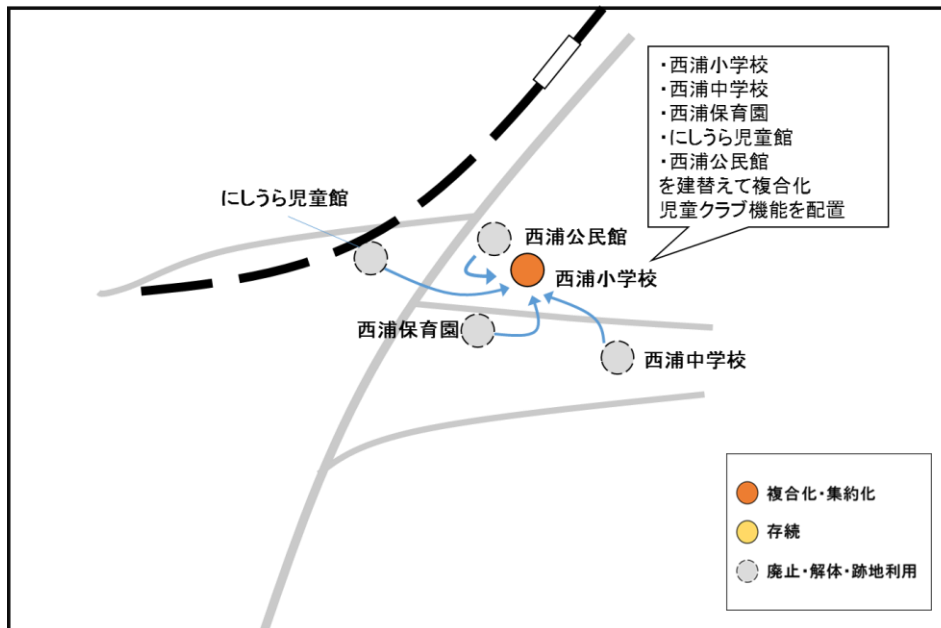 ・西浦小学校
・西浦中学校
・西浦保育園
・にしうら児童館
・西浦公民館
を建替えて複合化
児童クラブ機能を配置
にしうら児童館
西浦公民館
西浦小学校
西浦保育園
西浦中学校
複合化・集約化
存続
廃止・解体・跡地利用